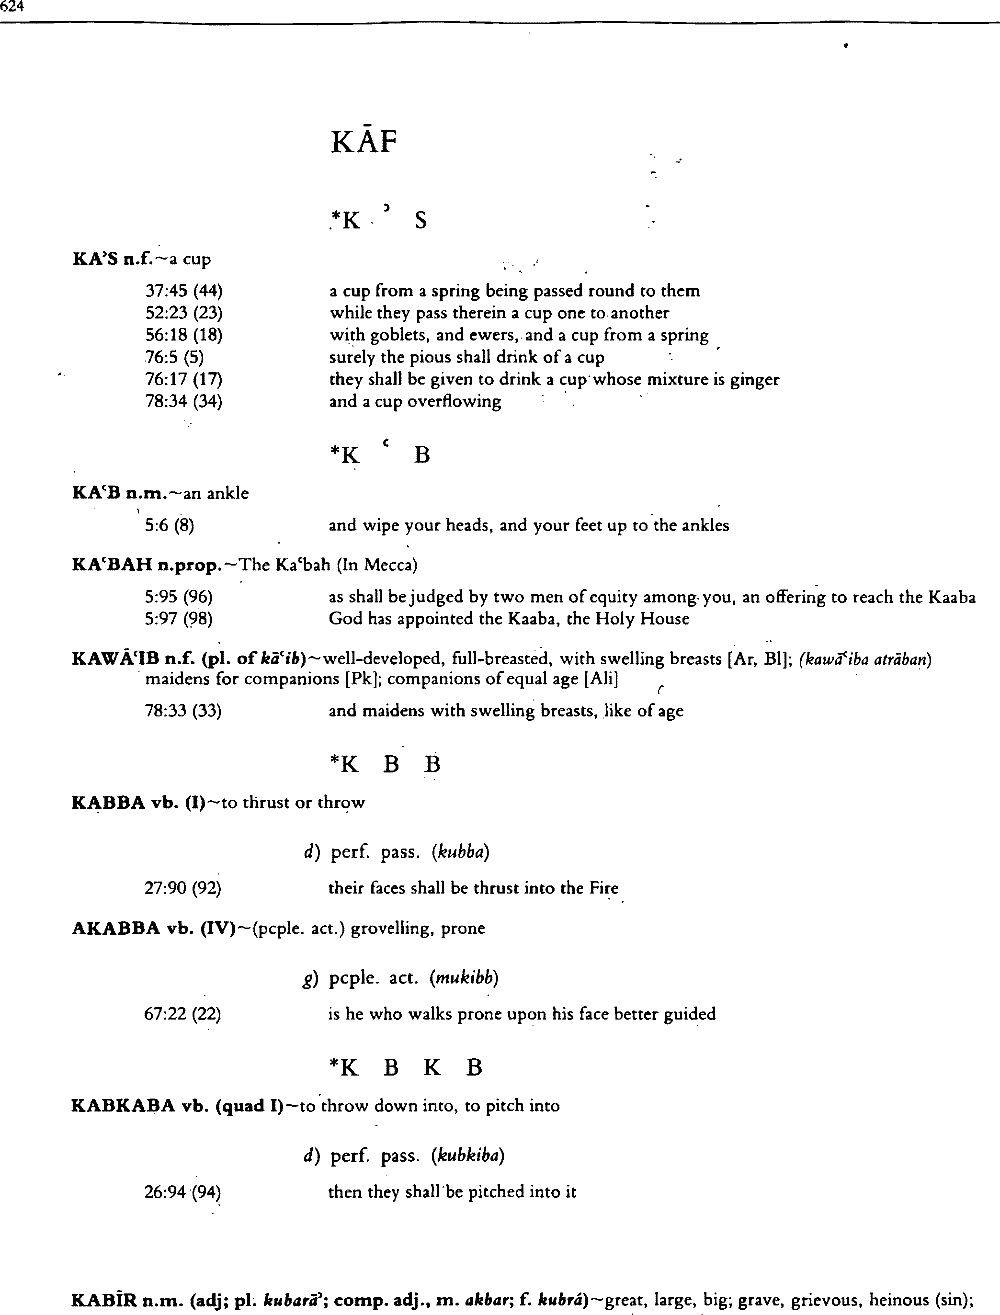 624
KĀF
*K ʾ S
KAʾS n.f.~a cup
37:45 (44) a cup from a spring being passed round to them
52:23 (23) while they pass therein a cup one to another
56:18 (18) with goblets, and ewers, and a cup from a spring
76:5 (5) surely the pious shall drink of a cup
76:17 (17) they shall be given to drink a cup whose mixture is ginger
78:34 (34) and a cup overflowing
*K ʿ B
KAʿB n.m.~an ankle
5:6 (8) and wipe your heads, and your feet up to the ankles
KAʿBAH n.prop.~The Kaʿbah (In Mecca)
5:95 (96) as shall be judged by two men of equity among you, an offering to reach the Kaaba
5:97 (98) God has appointed the Kaaba, the Holy House
KAWĀʿIB n.f. (pl. of kāʿib)~well-developed, full-breasted, with swelling breasts [Ar, Bl]; (kawāʿiba atrāban)
maidens for companions [Pk]; companions of equal age [Ali]
78:33 (33) and maidens with swelling breasts, like of age
*K B B
KABBA vb. (I)~to thrust or throw
d) perf. pass. (kubba)
27:90 (92) their faces shall be thrust into the Fire
AKABBA vb. (IV)~(pcple. act.) grovelling, prone
g) pcple. act. (mukibb)
67:22 (22) is he who walks prone upon his face better guided
*K B K B
KABKABA vb. (quad I)~to throw down into, to pitch into
d) perf. pass. (kubkiba)
26:94 (94) then they shall be pitched into it
KABĪR n.m. (adj; pl. kubarāʾ; comp. adj., m. akbar; f. kubrá)~great, large, big; grave, grievous, heinous (sin);